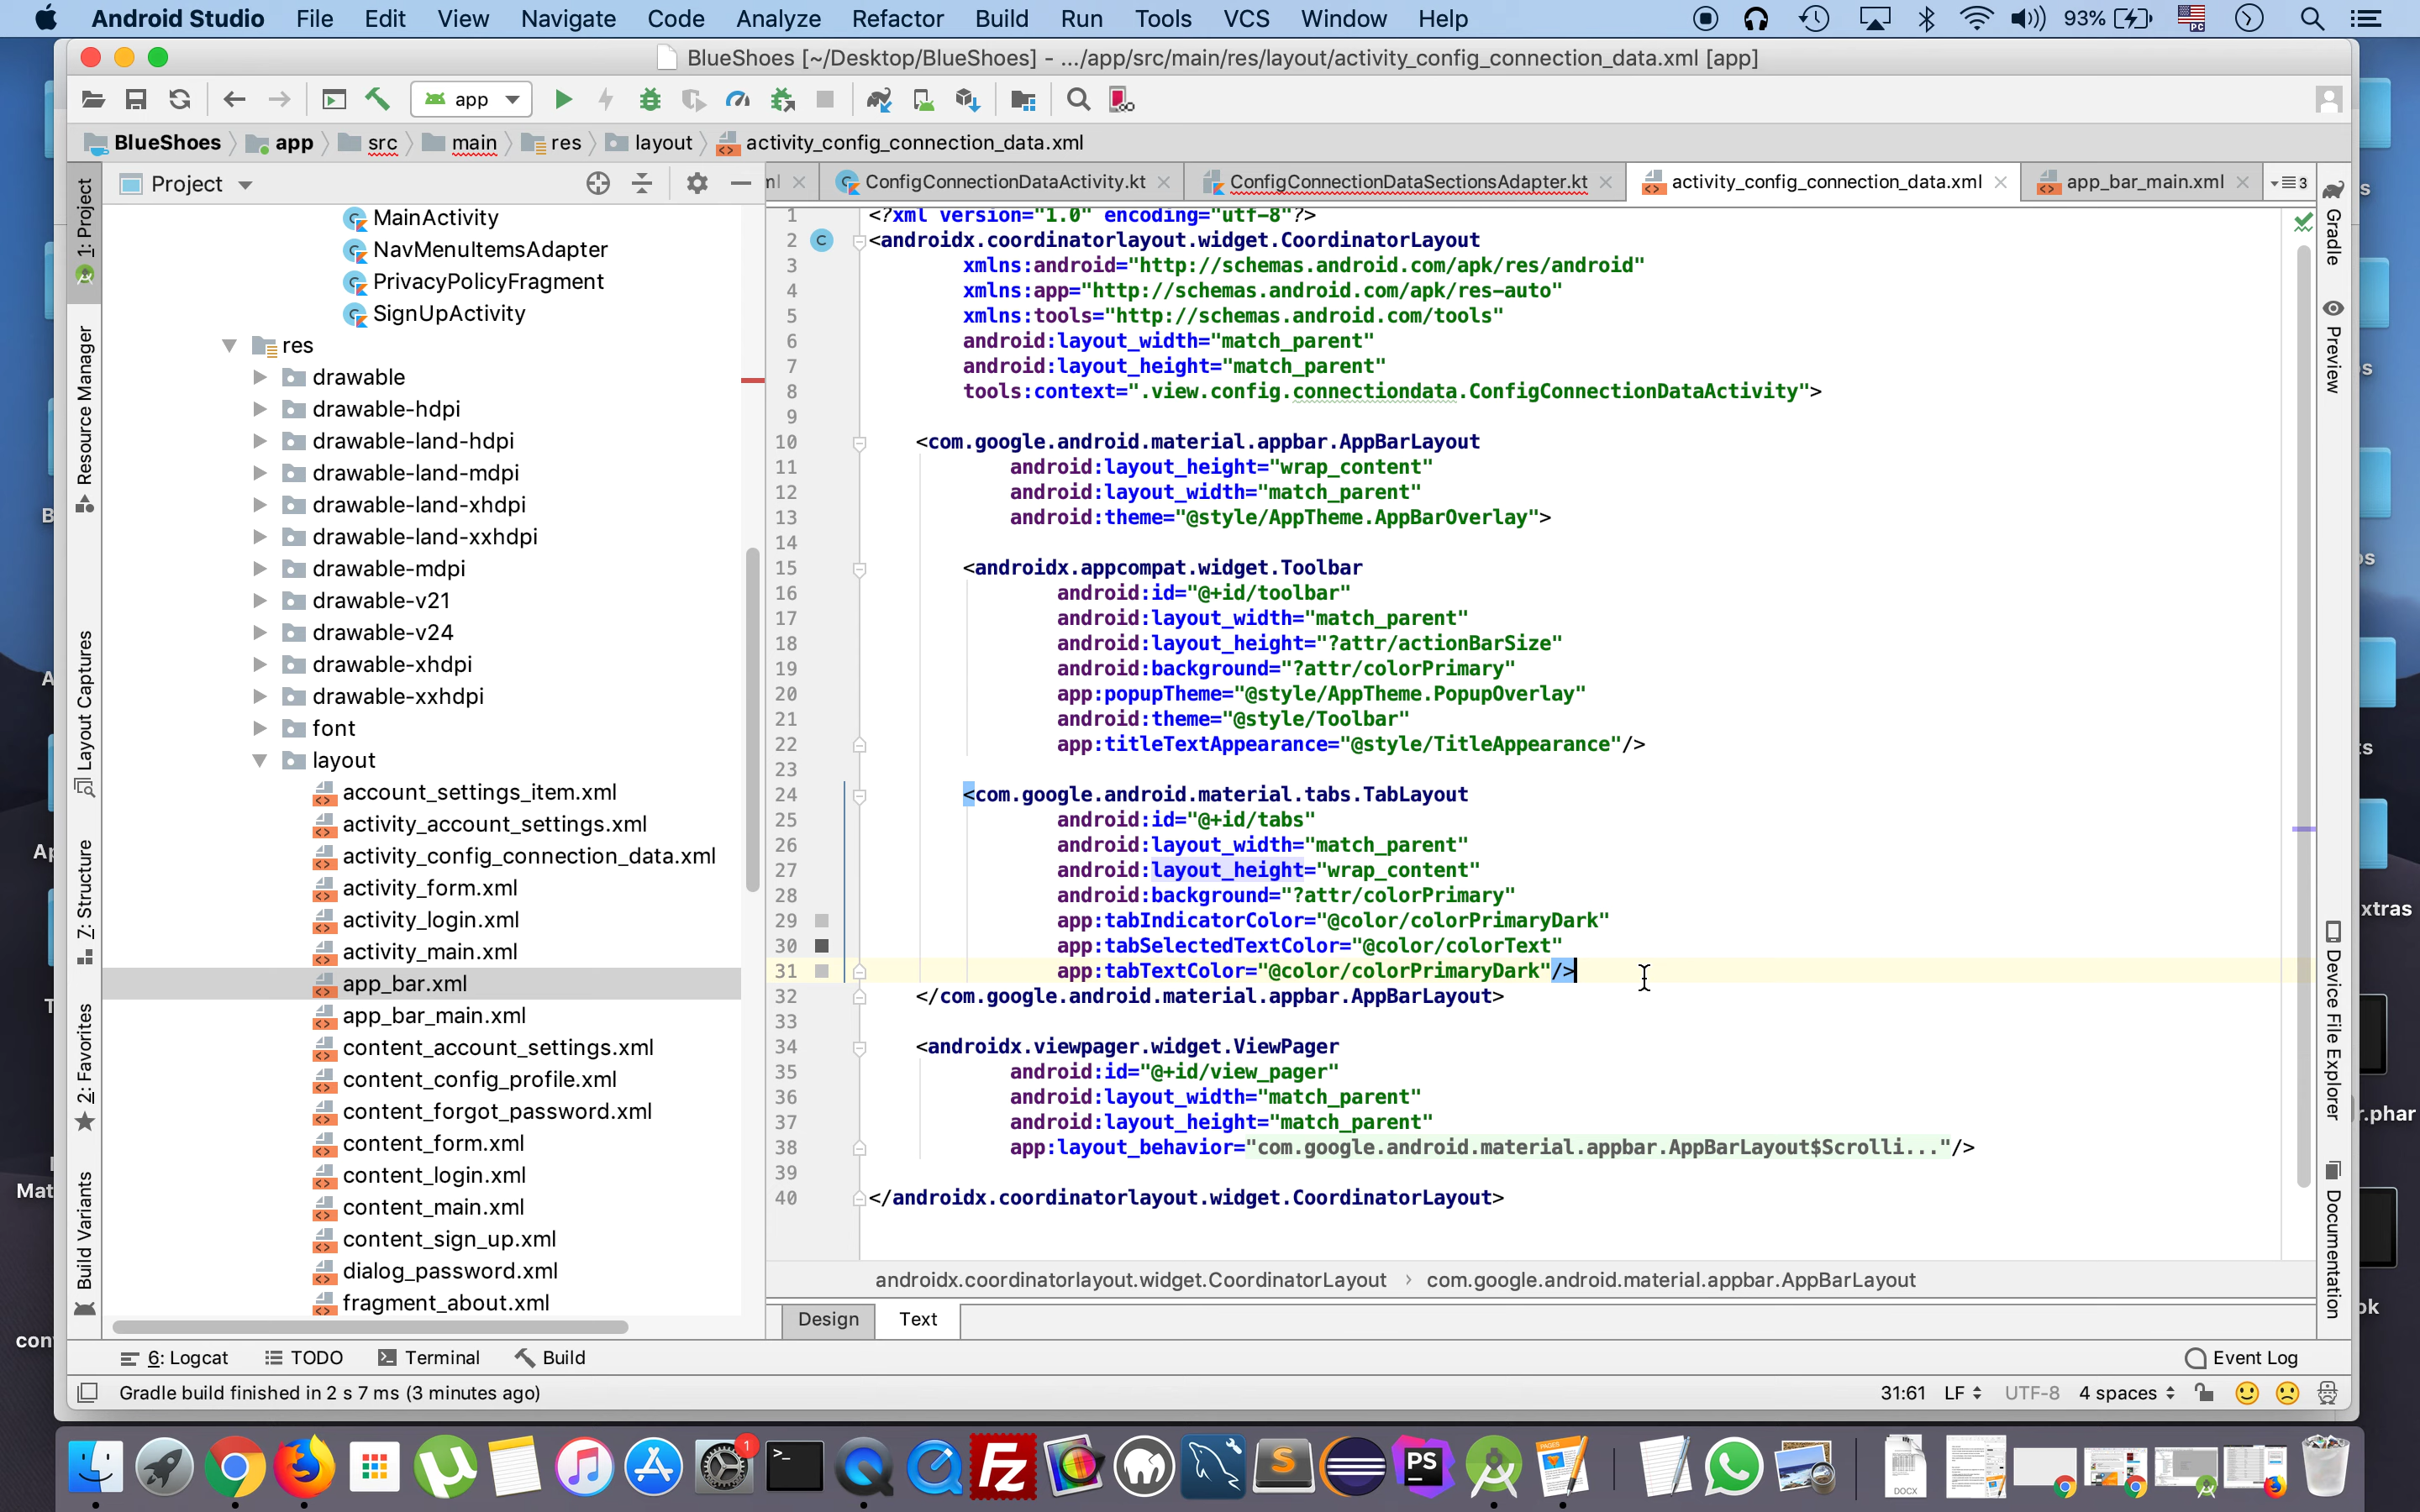 Android Studio File Edit View Navigate Code Analyze Refactor Build Run Tools VCS Window Help 93% PC
BlueShoes [~/Desktop/BlueShoes] - .../app/src/main/res/layout/activity_config_connection_data.xml [app]
app
BlueShoes app src main res layout activity_config_connection_data.xml
Project
ml ConfigConnectionDataActivity.kt ConfigConnectionDataSectionsAdapter.kt activity_config_connection_data.xml app_bar_main.xml 3
1: Project
Resource Manager
Layout Captures
7: Structure
2: Favorites
Build Variants
MainActivity
NavMenuItemsAdapter
PrivacyPolicyFragment
SignUpActivity
res
drawable
drawable-hdpi
drawable-land-hdpi
drawable-land-mdpi
drawable-land-xhdpi
drawable-land-xxhdpi
drawable-mdpi
drawable-v21
drawable-v24
drawable-xhdpi
drawable-xxhdpi
font
layout
account_settings_item.xml
activity_account_settings.xml
activity_config_connection_data.xml
activity_form.xml
activity_login.xml
activity_main.xml
app_bar.xml
app_bar_main.xml
content_account_settings.xml
content_config_profile.xml
content_forgot_password.xml
content_form.xml
content_login.xml
content_main.xml
content_sign_up.xml
dialog_password.xml
fragment_about.xml
1 <?xml version="1.0" encoding="utf-8"?>
2 <androidx.coordinatorlayout.widget.CoordinatorLayout
3 xmlns:android="http://schemas.android.com/apk/res/android"
4 xmlns:app="http://schemas.android.com/apk/res-auto"
5 xmlns:tools="http://schemas.android.com/tools"
6 android:layout_width="match_parent"
7 android:layout_height="match_parent"
8 tools:context=".view.config.connectiondata.ConfigConnectionDataActivity">
9
10 <com.google.android.material.appbar.AppBarLayout
11 android:layout_height="wrap_content"
12 android:layout_width="match_parent"
13 android:theme="@style/AppTheme.AppBarOverlay">
14
15 <androidx.appcompat.widget.Toolbar
16 android:id="@+id/toolbar"
17 android:layout_width="match_parent"
18 android:layout_height="?attr/actionBarSize"
19 android:background="?attr/colorPrimary"
20 app:popupTheme="@style/AppTheme.PopupOverlay"
21 android:theme="@style/Toolbar"
22 app:titleTextAppearance="@style/TitleAppearance"/>
23
24 <com.google.android.material.tabs.TabLayout
25 android:id="@+id/tabs"
26 android:layout_width="match_parent"
27 android:layout_height="wrap_content"
28 android:background="?attr/colorPrimary"
29 app:tabIndicatorColor="@color/colorPrimaryDark"
30 app:tabSelectedTextColor="@color/colorText"
31 app:tabTextColor="@color/colorPrimaryDark"/>
32 </com.google.android.material.appbar.AppBarLayout>
33
34 <androidx.viewpager.widget.ViewPager
35 android:id="@+id/view_pager"
36 android:layout_width="match_parent"
37 android:layout_height="match_parent"
38 app:layout_behavior="com.google.android.material.appbar.AppBarLayout$Scrolli..."/>
39
40 </androidx.coordinatorlayout.widget.CoordinatorLayout>
androidx.coordinatorlayout.widget.CoordinatorLayout › com.google.android.material.appbar.AppBarLayout
Design Text
Gradle
Preview
Device File Explorer
Documentation
6: Logcat TODO Terminal Build Event Log
Gradle build finished in 2 s 7 ms (3 minutes ago) 31:61 LF UTF-8 4 spaces
xtras
r.phar
Mat
1
Fz
S
PS
PAGES
DOCX